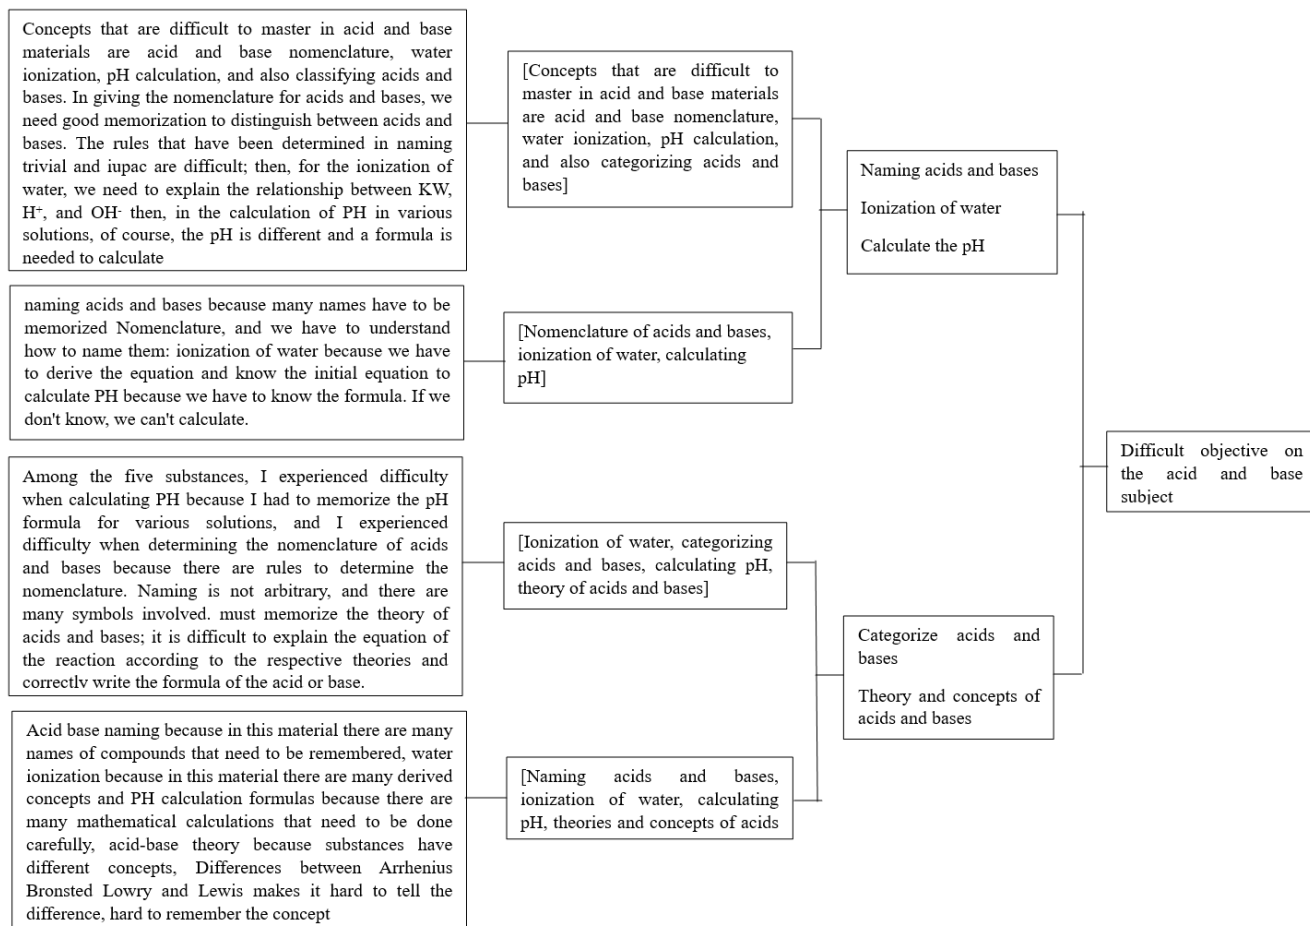 Concepts that are difficult to master in acid and base
materials are acid and base nomenclature, water
ionization, pH calculation, and also classifying acids and
bases. In giving the nomenclature for acids and bases, we
need good memorization to distinguish between acids and
bases. The rules that have been determined in naming
trivial and iupac are difficult; then, for the ionization of
water, we need to explain the relationship between KW,
H⁺, and OH⁻ then, in the calculation of PH in various
solutions, of course, the pH is different and a formula is
needed to calculate
naming acids and bases because many names have to be
memorized Nomenclature, and we have to understand
how to name them: ionization of water because we have
to derive the equation and know the initial equation to
calculate PH because we have to know the formula. If we
don't know, we can't calculate.
Among the five substances, I experienced difficulty
when calculating PH because I had to memorize the pH
formula for various solutions, and I experienced
difficulty when determining the nomenclature of acids
and bases because there are rules to determine the
nomenclature. Naming is not arbitrary, and there are
many symbols involved. must memorize the theory of
acids and bases; it is difficult to explain the equation of
the reaction according to the respective theories and
correctly write the formula of the acid or base.
Acid base naming because in this material there are many
names of compounds that need to be remembered, water
ionization because in this material there are many derived
concepts and PH calculation formulas because there are
many mathematical calculations that need to be done
carefully, acid-base theory because substances have
different concepts, Differences between Arrhenius
Bronsted Lowry and Lewis makes it hard to tell the
difference, hard to remember the concept
[Concepts that are difficult to
master in acid and base materials
are acid and base nomenclature,
water ionization, pH calculation,
and also categorizing acids and
bases]
[Nomenclature of acids and bases,
ionization of water, calculating
pH]
[Ionization of water, categorizing
acids and bases, calculating pH,
theory of acids and bases]
[Naming acids and bases,
ionization of water, calculating
pH, theories and concepts of acids
Naming acids and bases
Ionization of water
Calculate the pH
Categorize acids and
bases
Theory and concepts of
acids and bases
Difficult objective on
the acid and base
subject